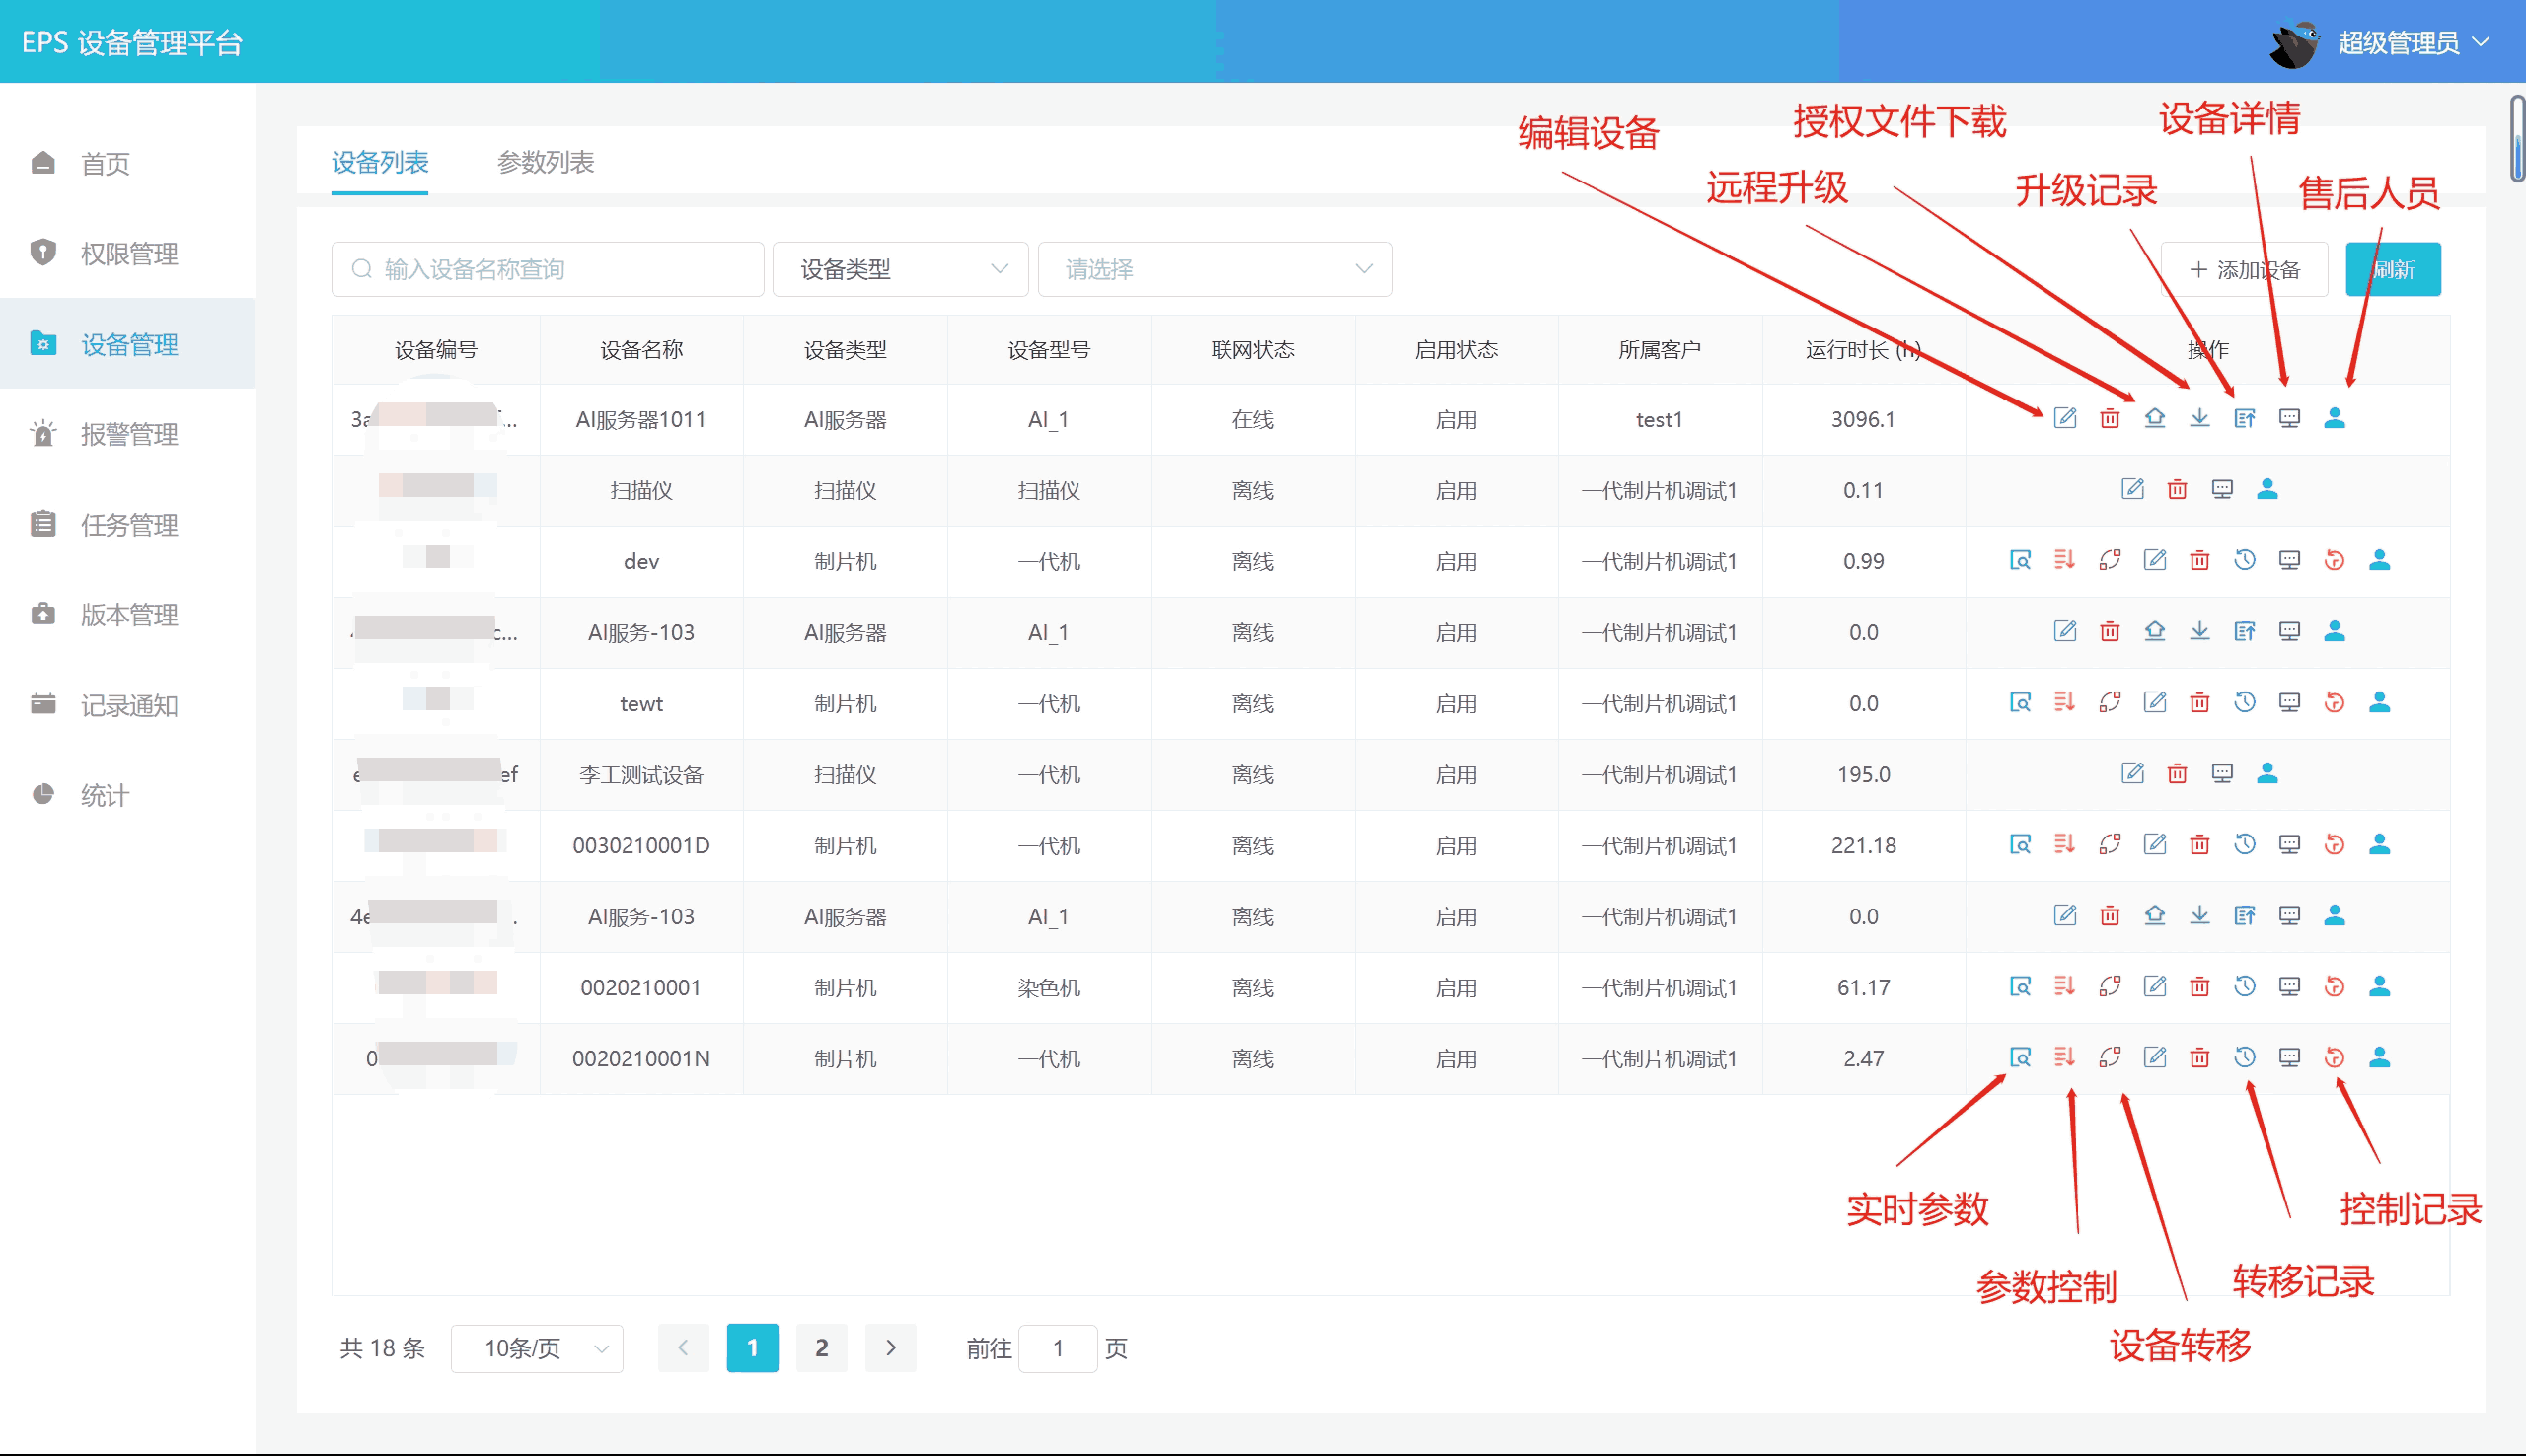 EPS 设备管理平台
超级管理员
首页
权限管理
设备管理
报警管理
任务管理
版本管理
记录通知
统计
设备列表 参数列表
编辑设备
授权文件下载
设备详情
远程升级
升级记录
售后人员
输入设备名称查询 设备类型 请选择 添加设备 刷新
设备编号 设备名称 设备类型 设备型号 联网状态 启用状态 所属客户 运行时长 (h) 操作
AI服务器1011 AI服务器 AI_1 在线 启用 test1 3096.1
扫描仪 扫描仪 扫描仪 离线 启用 一代制片机调试1 0.11
dev 制片机 一代机 离线 启用 一代制片机调试1 0.99
AI服务-103 AI服务器 AI_1 离线 启用 一代制片机调试1 0.0
tewt 制片机 一代机 离线 启用 一代制片机调试1 0.0
ef 李工测试设备 扫描仪 一代机 离线 启用 一代制片机调试1 195.0
0030210001D 制片机 一代机 离线 启用 一代制片机调试1 221.18
4e AI服务-103 AI服务器 AI_1 离线 启用 一代制片机调试1 0.0
0020210001 制片机 染色机 离线 启用 一代制片机调试1 61.17
0 0020210001N 制片机 一代机 离线 启用 一代制片机调试1 2.47
实时参数
控制记录
参数控制
转移记录
设备转移
共 18 条 10条/页 1 2 前往 1 页